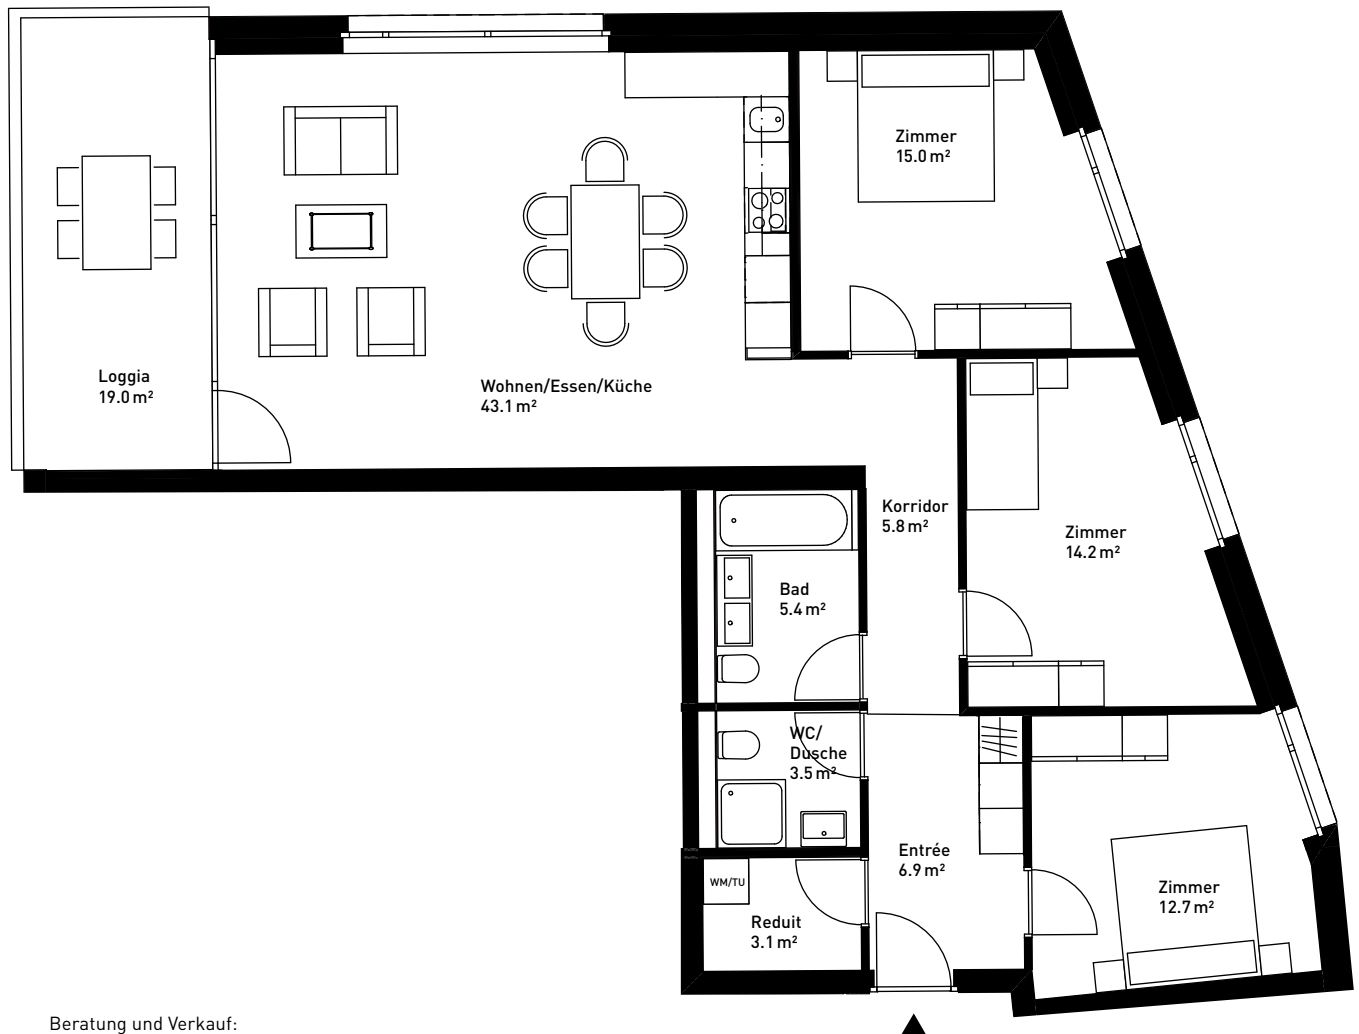 Zimmer
15.0 m²
Loggia
19.0 m²
Wohnen/Essen/Küche
43.1 m²
Korridor
5.8 m²
Zimmer
14.2 m²
Bad
5.4 m²
WC/
Dusche
3.5 m²
Entrée
6.9 m²
Zimmer
12.7 m²
WM/TU
Reduit
3.1 m²
Beratung und Verkauf: